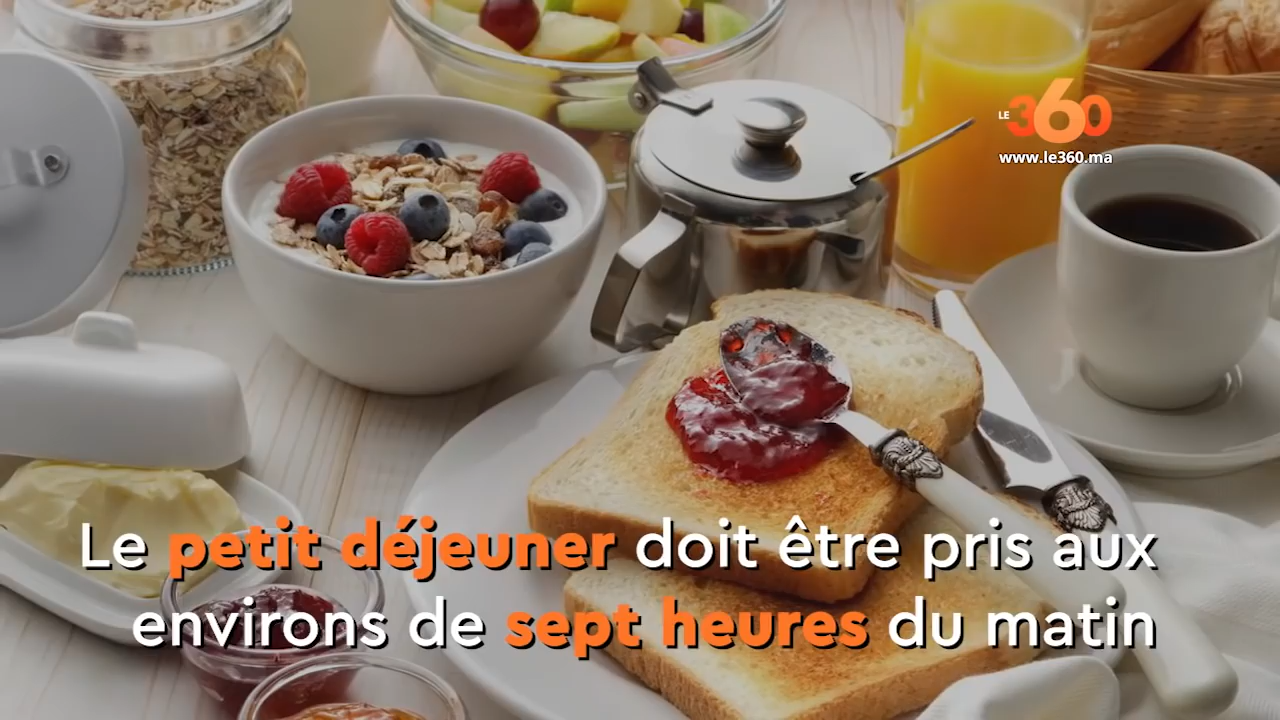 LE 360
www.le360.ma
Le petit déjeuner doit être pris aux
environs de sept heures du matin